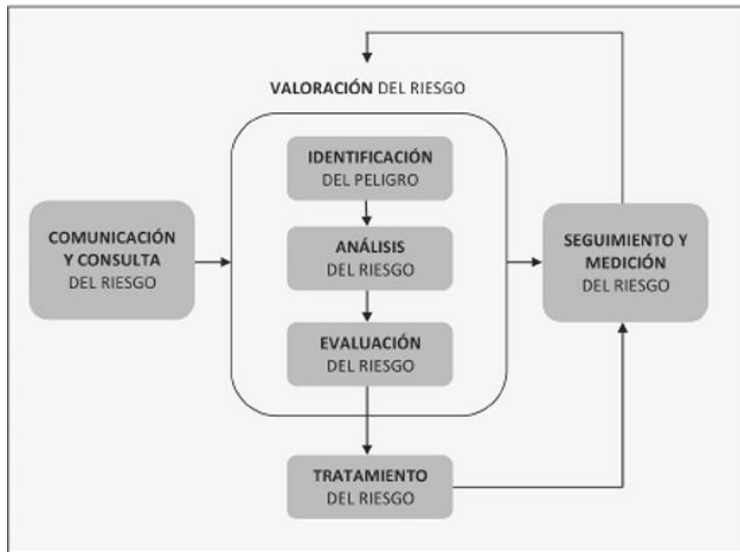 VALORACIÓN DEL RIESGO
IDENTIFICACIÓN
DEL PELIGRO
COMUNICACIÓN
Y CONSULTA
DEL RIESGO
ANÁLISIS
DEL RIESGO
SEGUIMIENTO Y
MEDICIÓN
DEL RIESGO
EVALUACIÓN
DEL RIESGO
TRATAMIENTO
DEL RIESGO